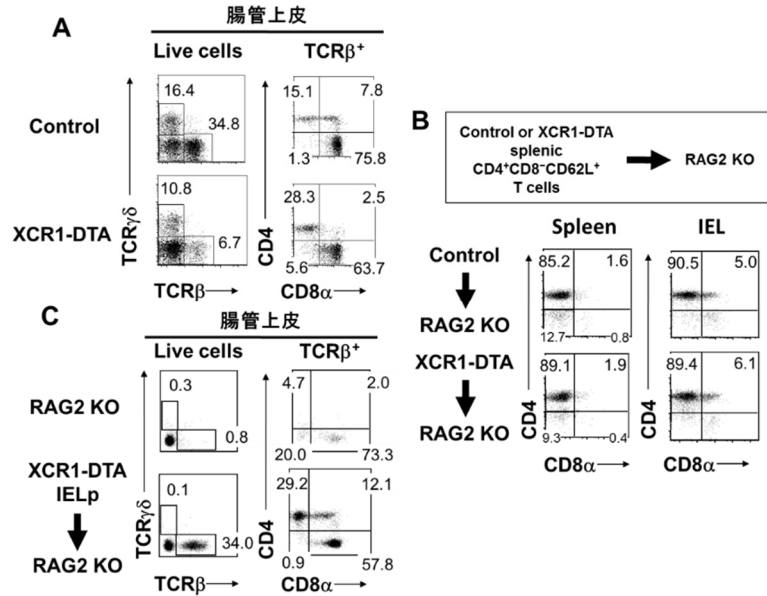 A
腸管上皮
Live cells
TCRβ+
Control
16.4
34.8
15.1
7.8
1.3
75.8
XCR1-DTA
10.8
6.7
28.3
2.5
5.6
63.7
TCRγδ
TCRβ
CD4
CD8α
B
Control or XCR1-DTA
splenic
CD4+CD8−CD62L+
T cells
RAG2 KO
Spleen
IEL
Control
RAG2 KO
85.2
1.6
12.7
0.8
90.5
5.0
XCR1-DTA
RAG2 KO
89.1
1.9
9.3
0.4
89.4
6.1
CD4
CD8α
CD4
CD8α
C
腸管上皮
Live cells
TCRβ+
RAG2 KO
0.3
0.8
4.7
2.0
20.0
73.3
XCR1-DTA
IELp
RAG2 KO
0.1
34.0
29.2
12.1
0.9
57.8
TCRγδ
TCRβ
CD4
CD8α